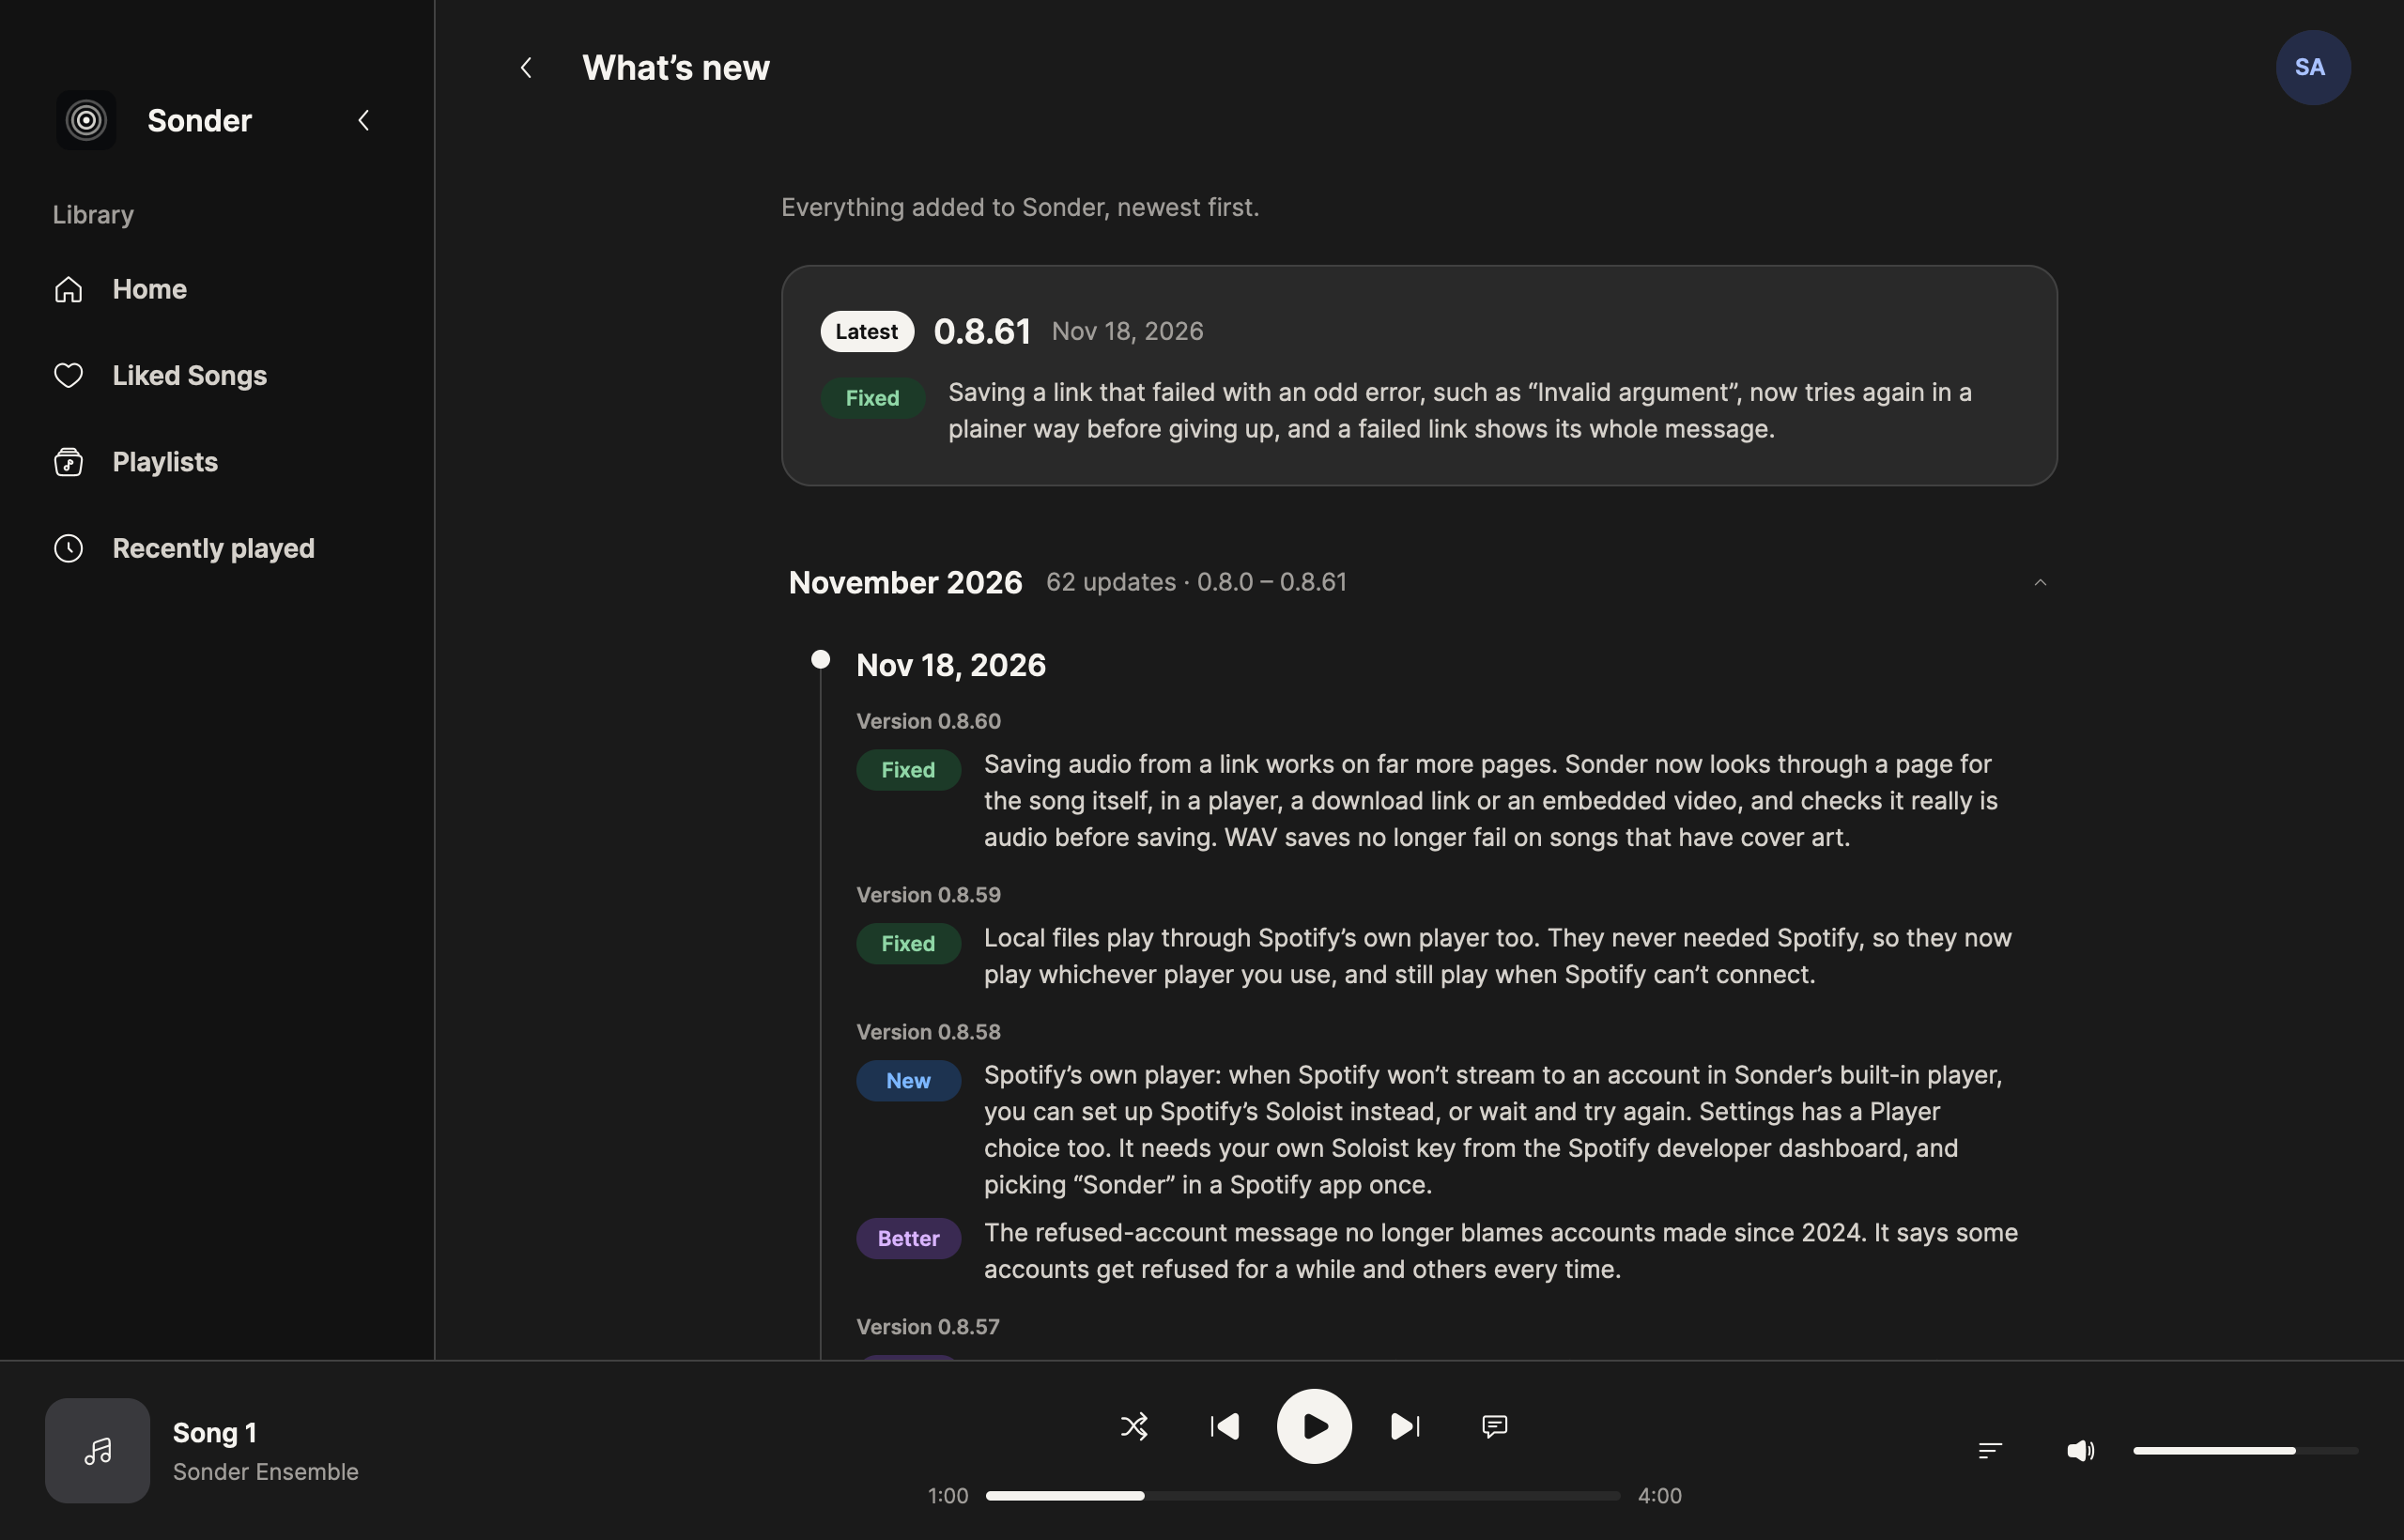 Sonder
Library
Home
Liked Songs
Playlists
Recently played
What’s new
SA
Everything added to Sonder, newest first.
Latest 0.8.61 Nov 18, 2026
Fixed Saving a link that failed with an odd error, such as “Invalid argument”, now tries again in a
plainer way before giving up, and a failed link shows its whole message.
November 2026 62 updates · 0.8.0 – 0.8.61
Nov 18, 2026
Version 0.8.60
Fixed Saving audio from a link works on far more pages. Sonder now looks through a page for
the song itself, in a player, a download link or an embedded video, and checks it really is
audio before saving. WAV saves no longer fail on songs that have cover art.
Version 0.8.59
Fixed Local files play through Spotify’s own player too. They never needed Spotify, so they now
play whichever player you use, and still play when Spotify can’t connect.
Version 0.8.58
New Spotify’s own player: when Spotify won’t stream to an account in Sonder’s built-in player,
you can set up Spotify’s Soloist instead, or wait and try again. Settings has a Player
choice too. It needs your own Soloist key from the Spotify developer dashboard, and
picking “Sonder” in a Spotify app once.
Better The refused-account message no longer blames accounts made since 2024. It says some
accounts get refused for a while and others every time.
Version 0.8.57
Song 1
Sonder Ensemble
1:00 4:00